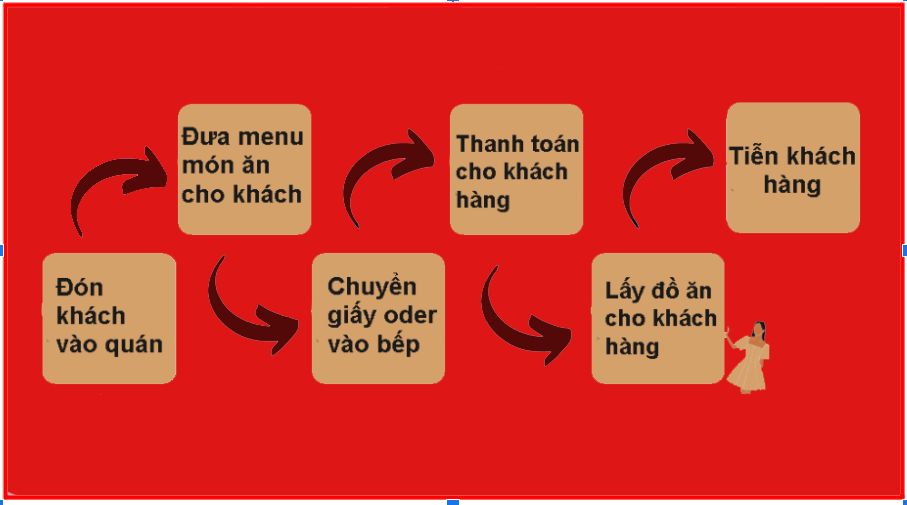 Đón
khách
vào quán
Đưa menu
món ăn
cho khách
Chuyển
giấy oder
vào bếp
Thanh toán
cho khách
hàng
Lấy đồ ăn
cho khách
hàng
Tiễn khách
hàng